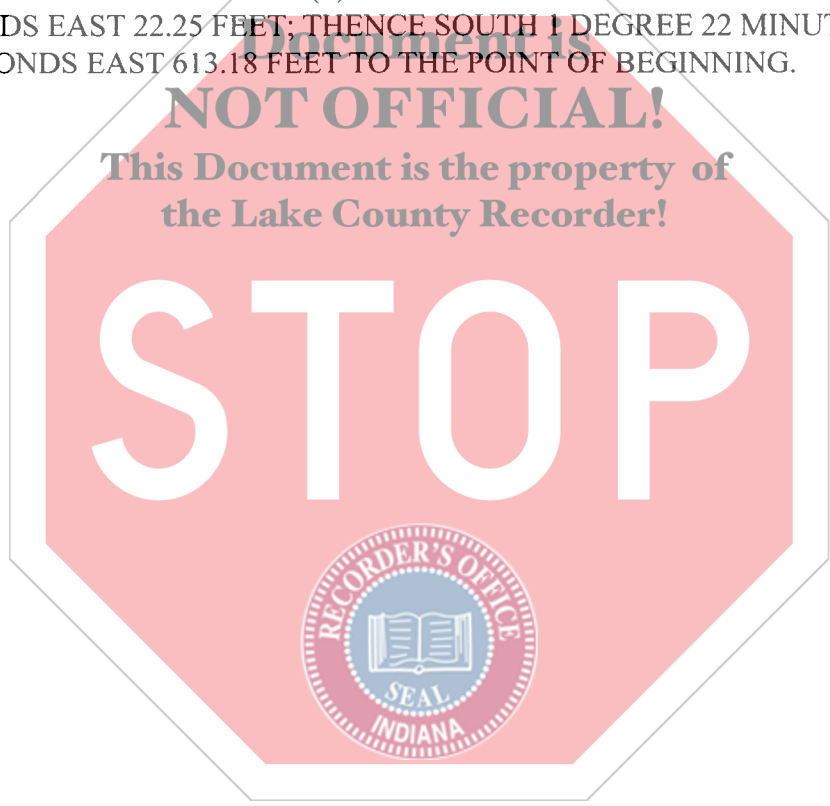 DS EAST 22.25 FEET; THENCE SOUTH 1 DEGREE 22 MINUT
ONDS EAST 613.18 FEET TO THE POINT OF BEGINNING.
Document is
NOT OFFICIAL!
This Document is the property of
the Lake County Recorder!
STOP
RECORDER'S OFFICE
SEAL
INDIANA